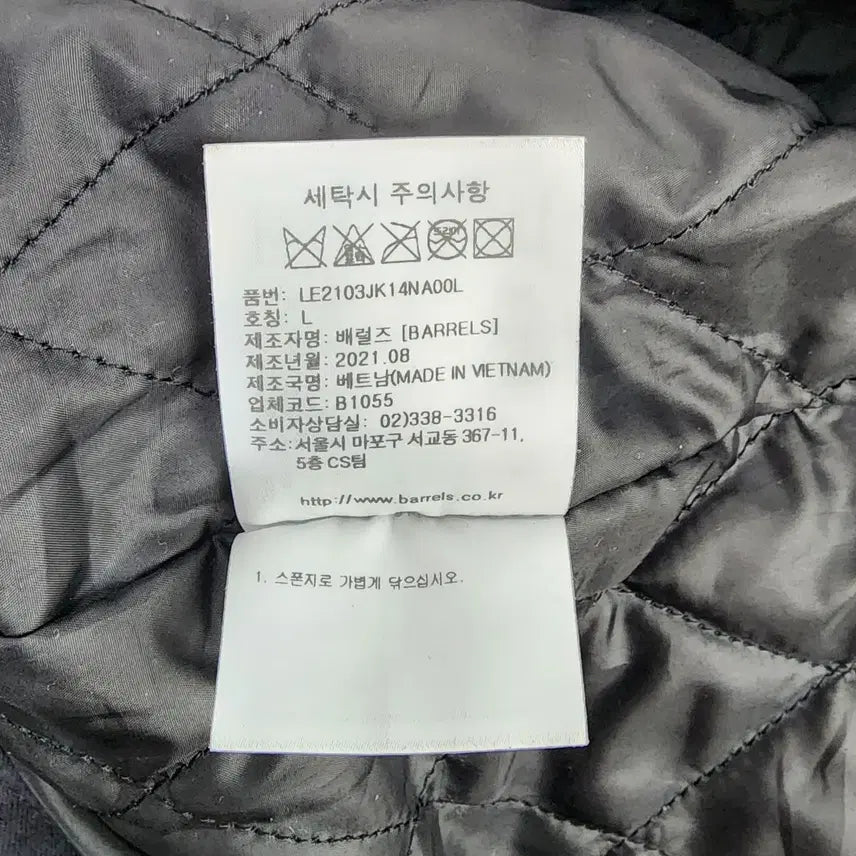 세탁시 주의사항
드라이
품번: LE2103JK14NA00L
호칭: L
제조자명: 배럴즈 [BARRELS]
제조년월: 2021.08
제조국명: 베트남(MADE IN VIETNAM)
업체코드: B1055
소비자상담실: 02)338-3316
주소:서울시 마포구 서교동 367-11,
5층 CS팀
http://www.barrels.co.kr
1. 스폰지로 가볍게 닦으십시오.